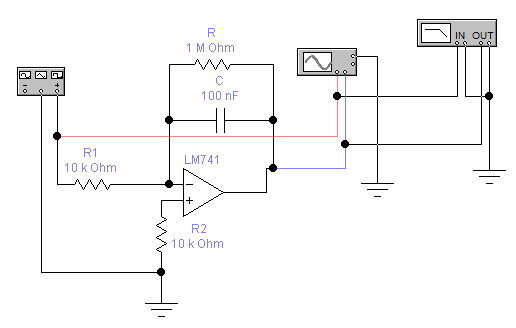 R
1 M Ohm
C
100 nF
IN OUT
R1
10 k Ohm
LM741
R2
10 k Ohm